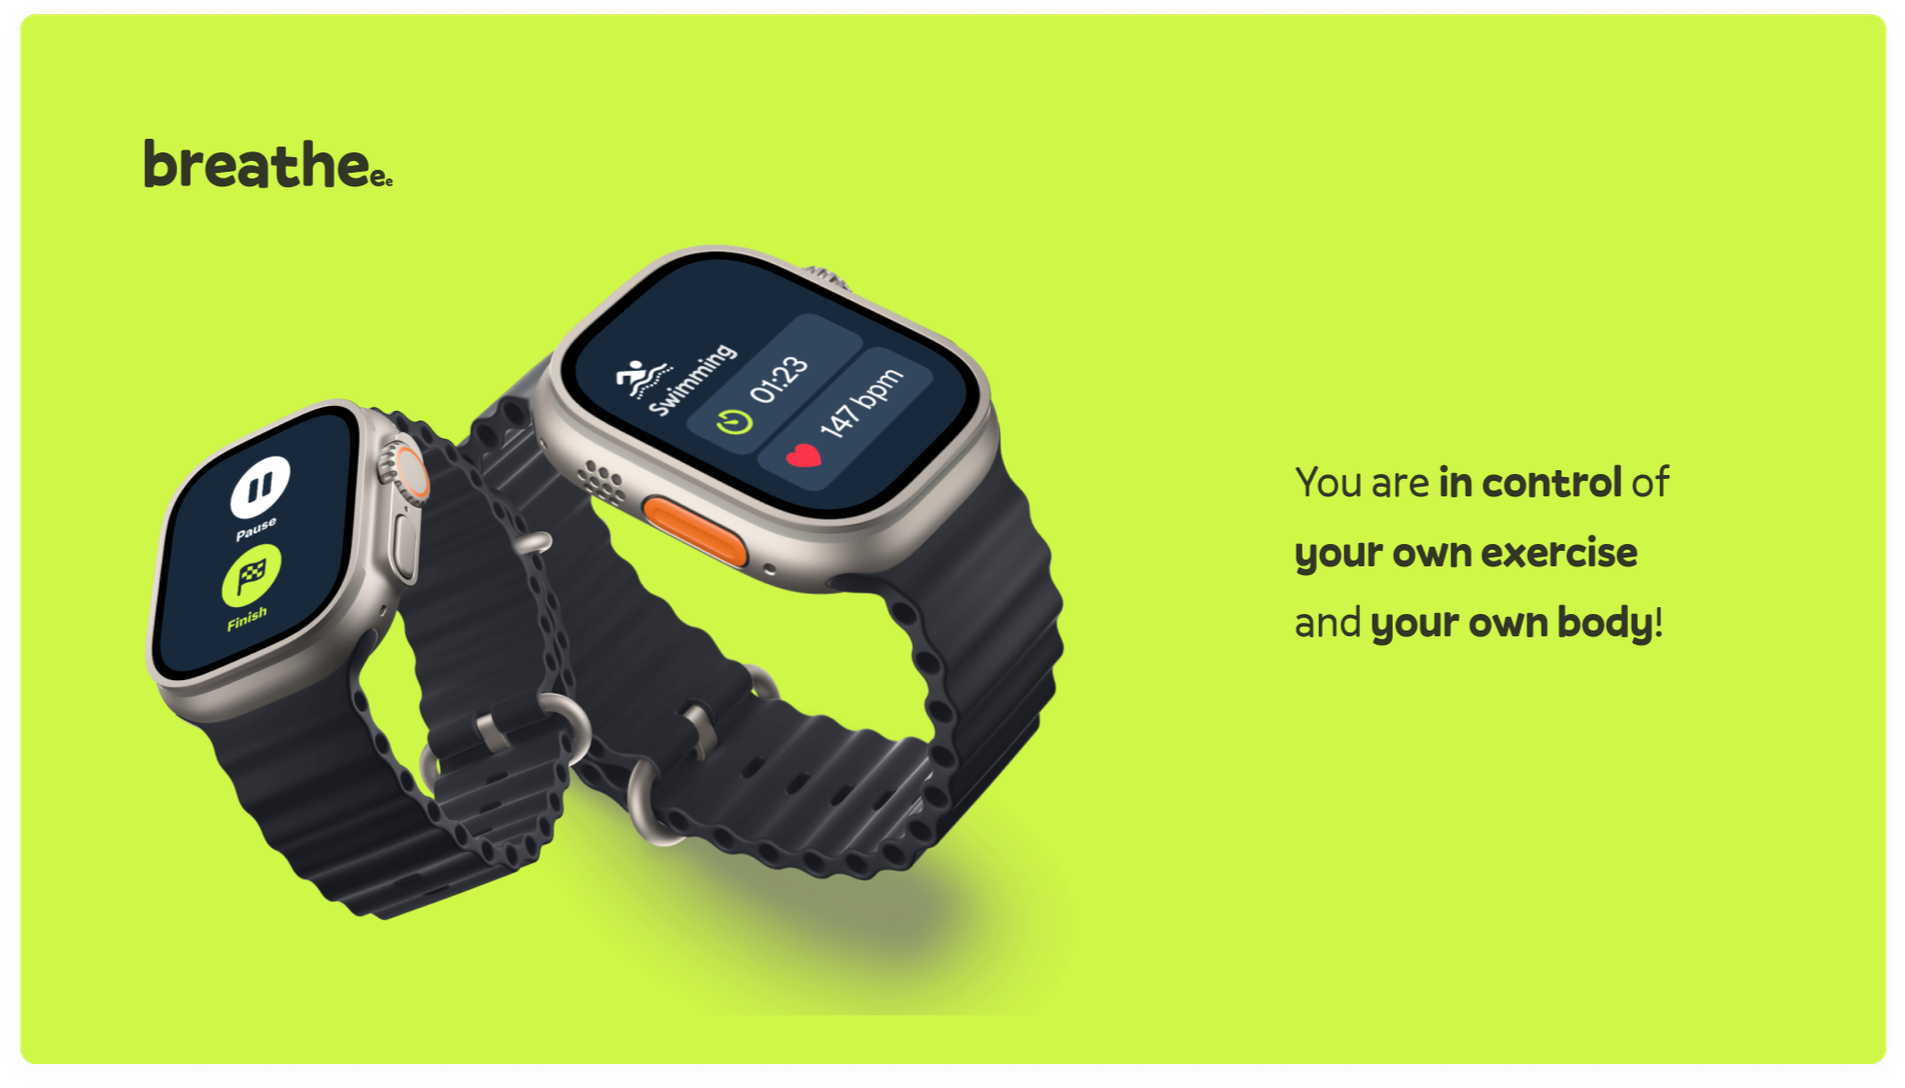 breatheee
Swimming
01:23
147 bpm
Pause
Finish
You are in control of
your own exercise
and your own body!